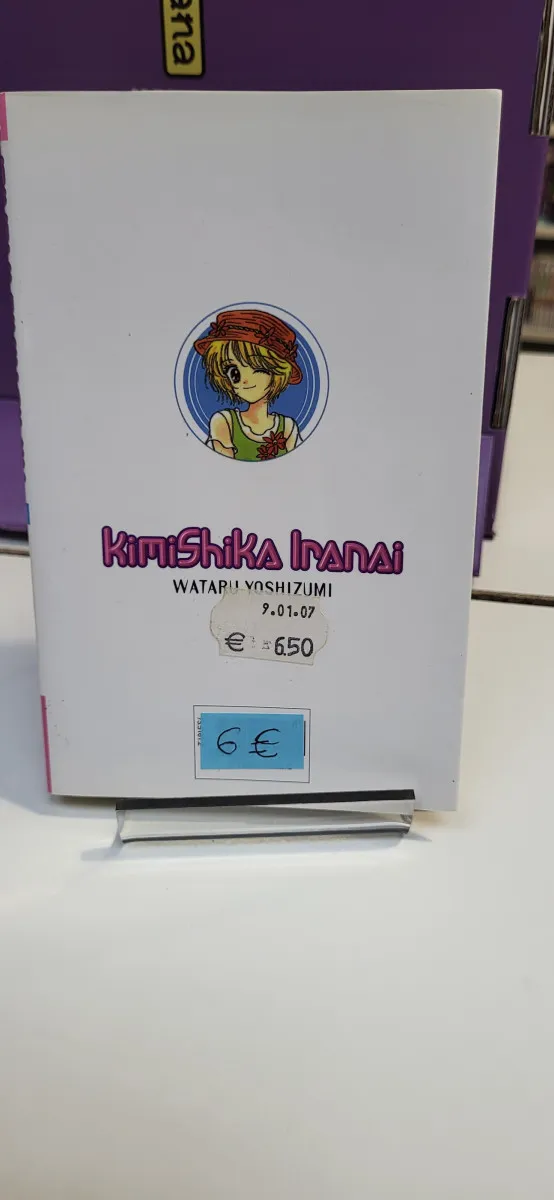 ana
KimiShiKa Iranai
WATARU YOSHIZUMI
9.01.07
€ 6.50
6 €